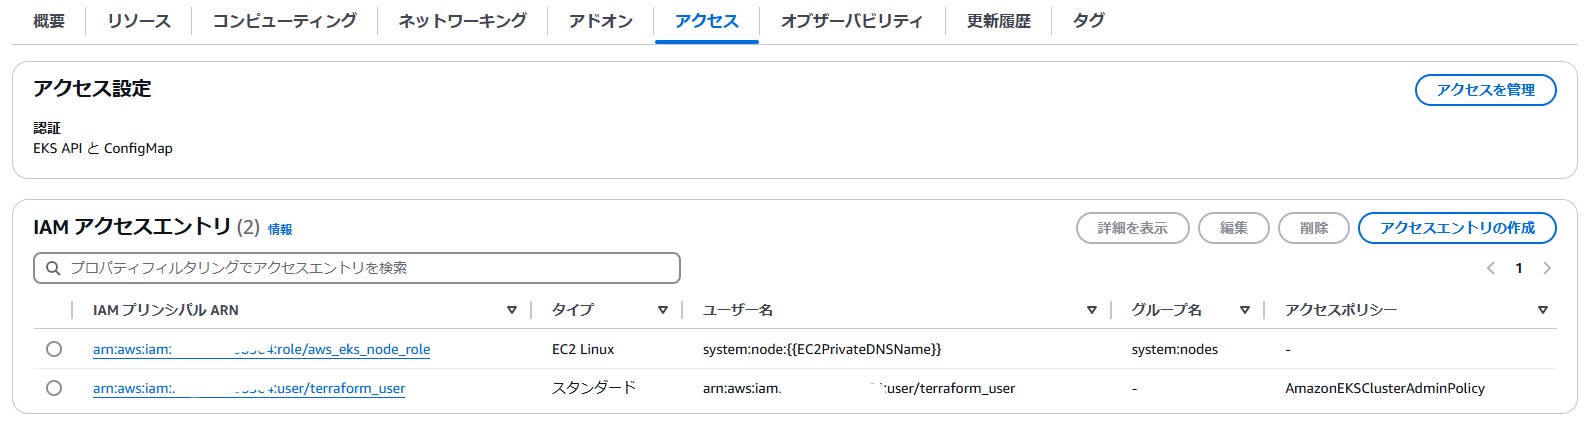 概要 リソース コンピューティング ネットワーキング アドオン アクセス オブザーバビリティ 更新履歴 タグ
アクセス設定 アクセスを管理
認証
EKS API と ConfigMap
IAM アクセスエントリ (2) 情報 詳細を表示 編集 削除 アクセスエントリの作成
プロパティフィルタリングでアクセスエントリを検索 1
IAM プリンシパル ARN タイプ ユーザー名 グループ名 アクセスポリシー
arn:aws:iam: :role/aws_eks_node_role EC2 Linux system:node:{{EC2PrivateDNSName}} system:nodes -
arn:aws:iam: :user/terraform_user スタンダード arn:aws:iam. :user/terraform_user - AmazonEKSClusterAdminPolicy